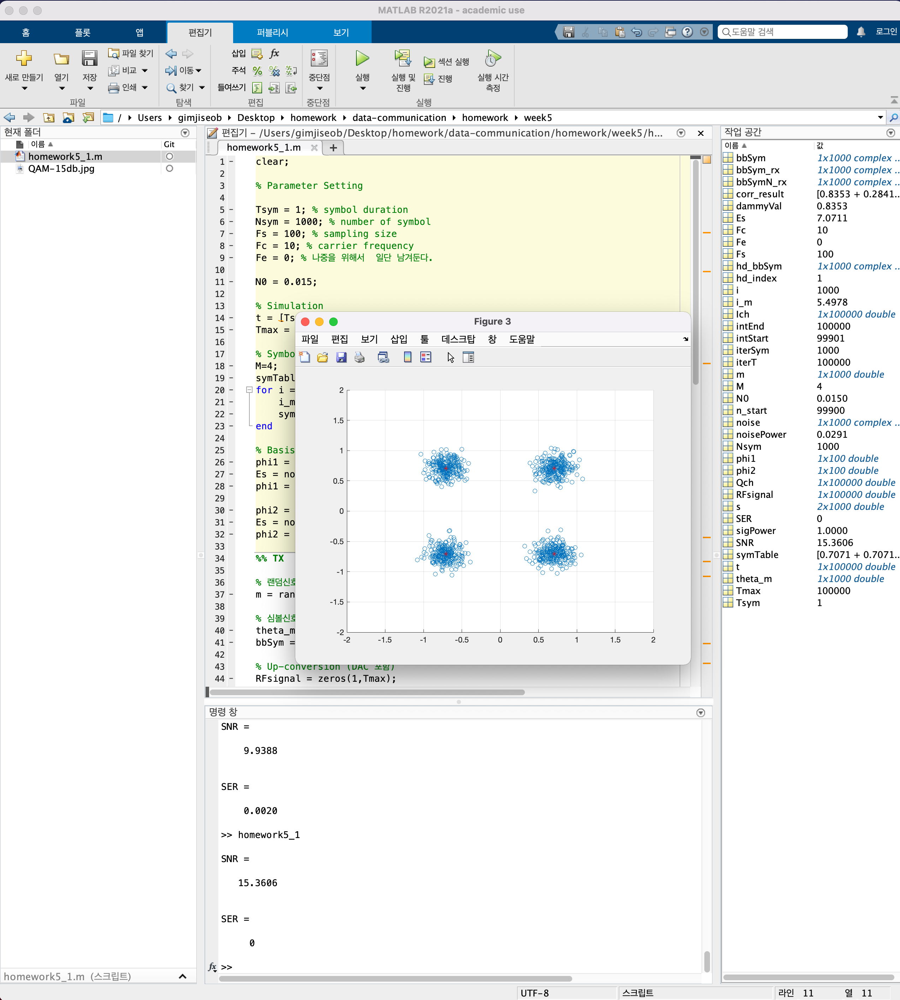 MATLAB R2021a - academic use
홈 플롯 앱 편집기 퍼블리시 보기 도움말 검색 로그인
새로 만들기 열기 저장 파일 찾기 비교 인쇄 이동 찾기 삽입 fx 주석 들여쓰기 중단점 실행 실행 및 진행 섹션 실행 진행 실행 시간 측정
파일 탐색 편집 중단점 실행
/ Users gimjiseob Desktop homework data-communication homework week5
현재 폴더
이름 Git
homework5_1.m
QAM-15db.jpg
homework5_1.m (스크립트)
편집기 - /Users/gimjiseob/Desktop/homework/data-communication/homework/week5/h...
homework5_1.m
1 clear;
2
3 % Parameter Setting
4
5 Tsym = 1; % symbol duration
6 Nsym = 1000; % number of symbol
7 Fs = 100; % sampling size
8 Fc = 10; % carrier frequency
9 Fe = 0; % 나중을 위해서 일단 남겨둔다.
10
11 N0 = 0.015;
12
13 % Simulation
14 t = [Ts
15 Tmax =
16
17 % Symbo
18 M=4;
19 symTabl
20 for i =
21 i_m
22 sym
23 end
24
25 % Basis
26 phi1 =
27 Es = no
28 phi1 =
29
30 phi2 =
31 Es = no
32 phi2 =
33
34 %% TX
35
36 % 랜덤신호
37 m = ran
38
39 % 심볼신호
40 theta_m
41 bbSym =
42
43 % Up-conversion (DAC 포함)
44 RFsignal = zeros(1,Tmax);
Figure 3
파일 편집 보기 삽입 툴 데스크탑 창 도움말
2
1.5
1
0.5
0
-0.5
-1
-1.5
-2
-2 -1.5 -1 -0.5 0 0.5 1 1.5 2
명령 창
SNR =
9.9388
SER =
0.0020
>> homework5_1
SNR =
15.3606
SER =
0
fx >>
작업 공간
이름 값
bbSym 1x1000 complex ..
bbSym_rx 1x1000 complex ..
bbSymN_rx 1x1000 complex ..
corr_result [0.8353 + 0.2841..
dammyVal 0.8353
Es 7.0711
Fc 10
Fe 0
Fs 100
hd_bbSym 1x1000 complex ..
hd_index 1
i 1000
i_m 5.4978
Ich 1x100000 double
intEnd 100000
intStart 99901
iterSym 1000
iterT 100000
m 1x1000 double
M 4
N0 0.0150
n_start 99900
noise 1x1000 complex ..
noisePower 0.0291
Nsym 1000
phi1 1x100 double
phi2 1x100 double
Qch 1x100000 double
RFsignal 1x100000 double
s 2x1000 double
SER 0
sigPower 1.0000
SNR 15.3606
symTable [0.7071 + 0.7071..
t 1x100000 double
theta_m 1x1000 double
Tmax 100000
Tsym 1
UTF-8 스크립트 라인 11 열 11